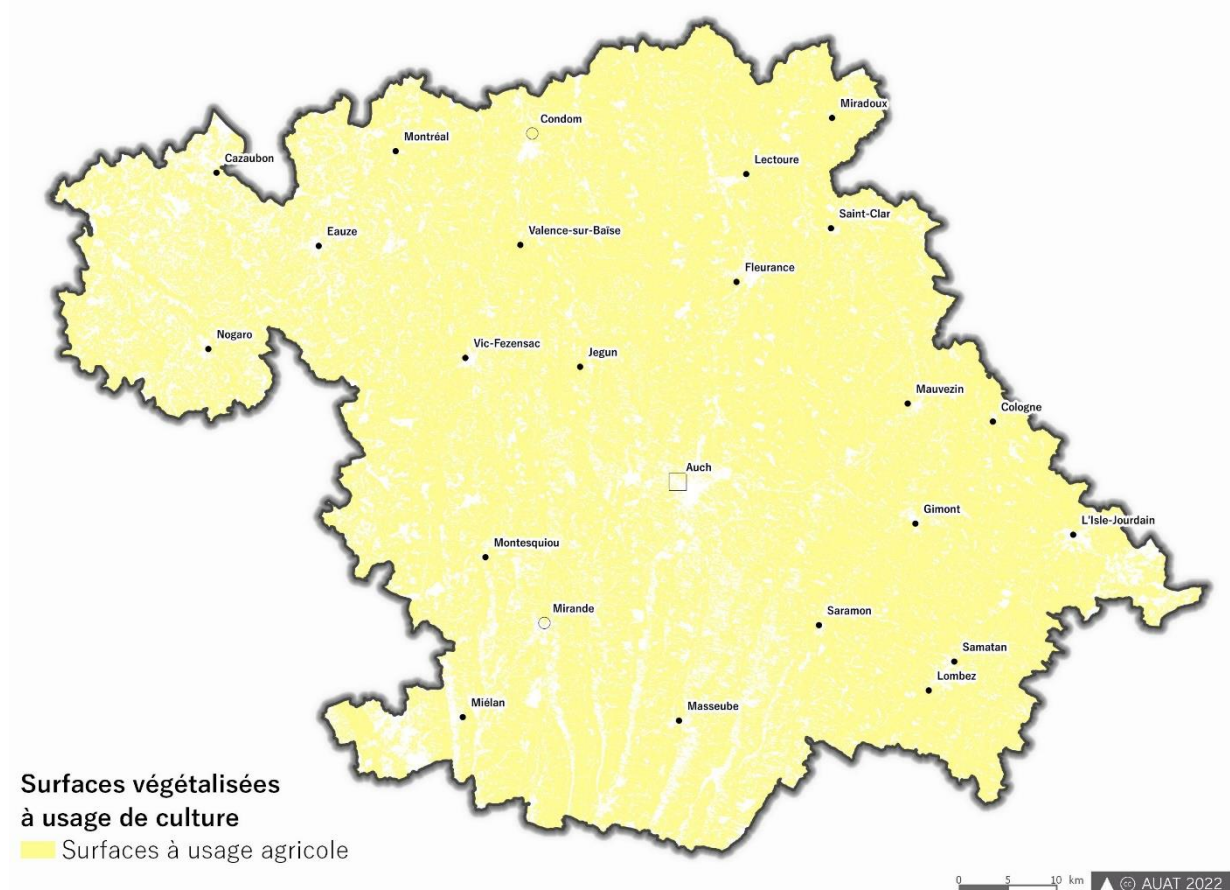 Miradoux
Condom
Montréal
Cazaubon
Lectoure
Saint-Clar
Eauze
Valence-sur-Baïse
Fleurance
Nogaro
Vic-Fezensac
Jegun
Mauvezin
Cologne
Auch
Gimont
L'Isle-Jourdain
Montesquiou
Mirande
Saramon
Samatan
Lombez
Miélan
Masseube
Surfaces végétalisées
à usage de culture
Surfaces à usage agricole
0 5 10 km
cc AUAT 2022